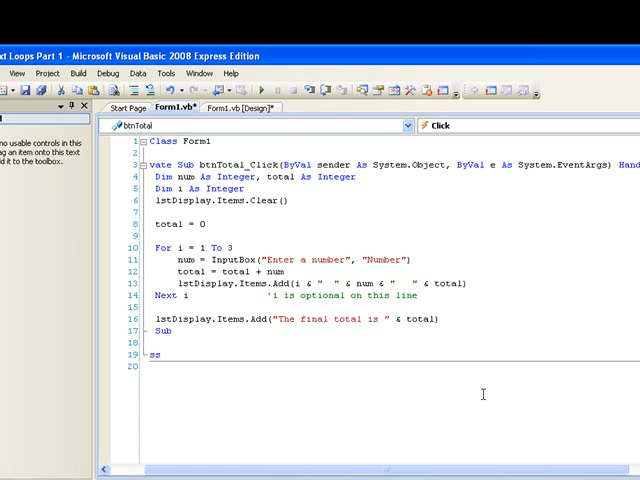 xt Loops Part 1 - Microsoft Visual Basic 2008 Express Edition
View Project Build Debug Data Tools Window Help
Start Page Form1.vb* Form1.vb [Design]*
l
btnTotal Click
no usable controls in this
ag an item onto this text
d it to the toolbox.
1 Class Form1
2
3 vate Sub btnTotal_Click(ByVal sender As System.Object, ByVal e As System.EventArgs) Hand
4 Dim num As Integer, total As Integer
5 Dim i As Integer
6 lstDisplay.Items.Clear()
7
8 total = 0
9
10 For i = 1 To 3
11 num = InputBox("Enter a number", "Number")
12 total = total + num
13 lstDisplay.Items.Add(i & "  " & num & "   " & total)
14 Next i 'i is optional on this line
15
16 lstDisplay.Items.Add("The final total is " & total)
17 Sub
18
19 ss
20